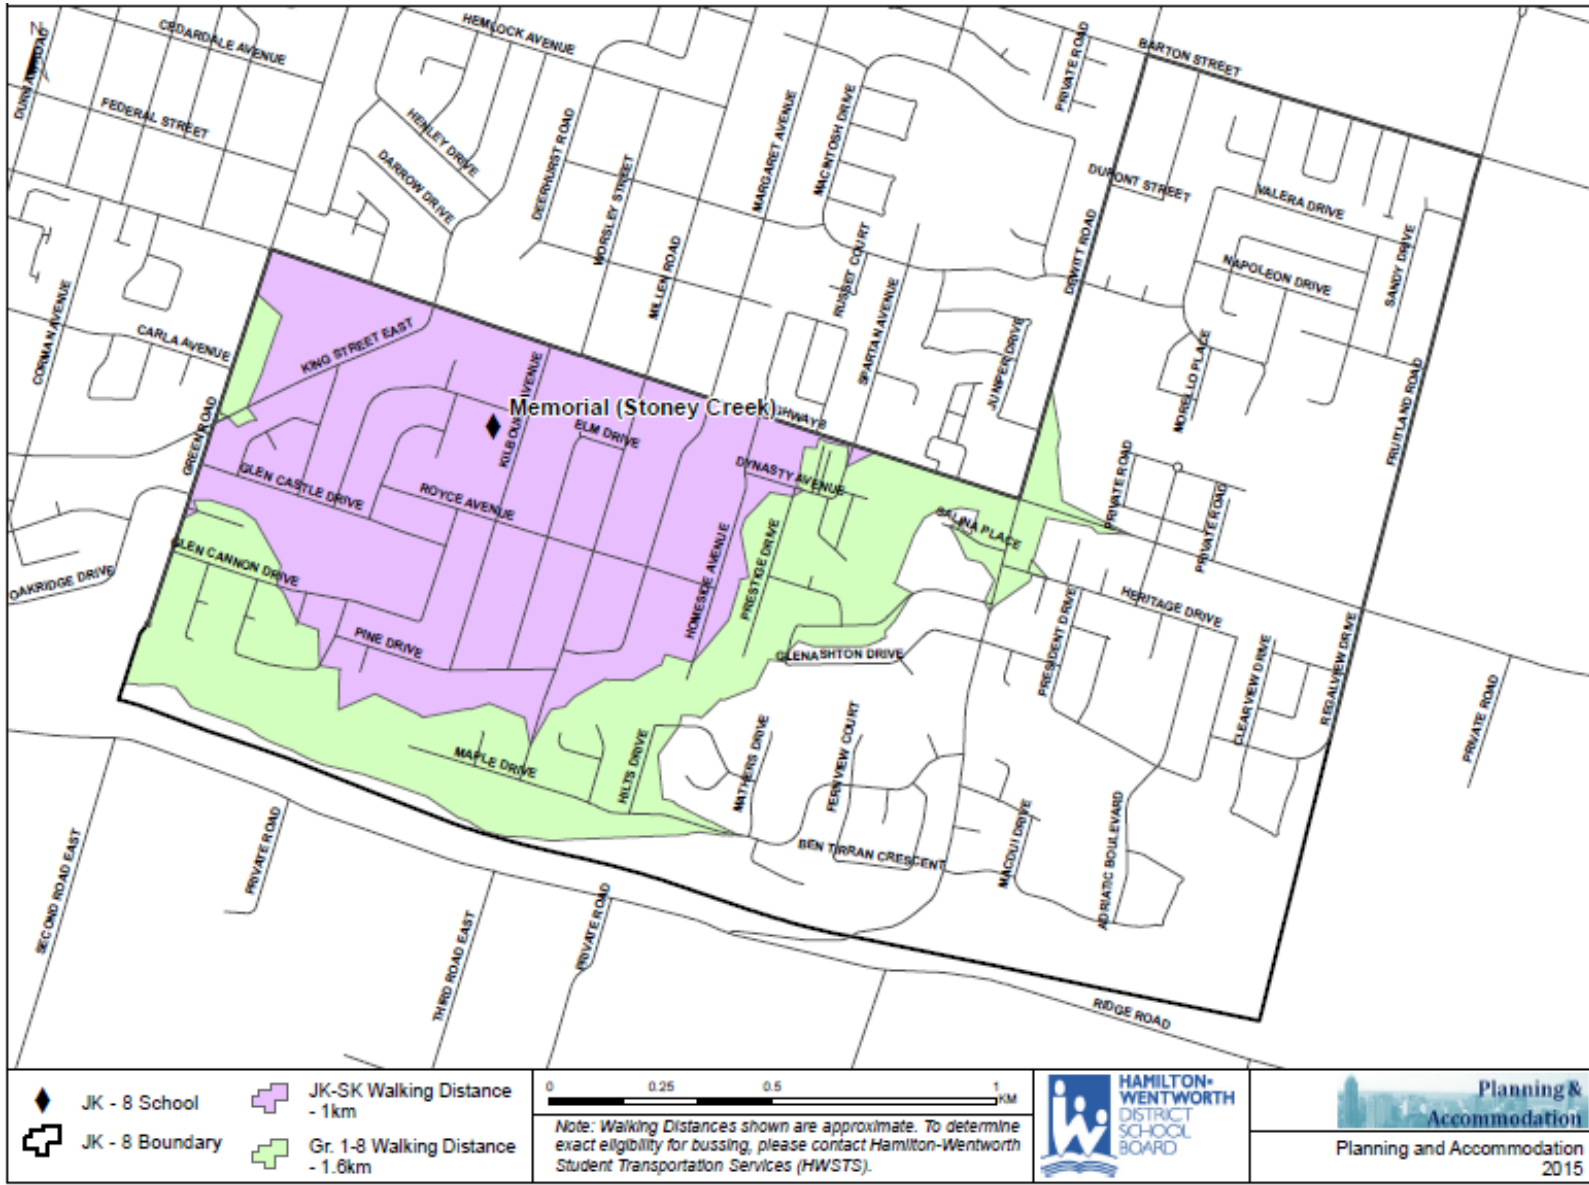 N
DURHAM ROAD
CEDARDALE AVENUE
FEDERAL STREET
HEMLOCK AVENUE
HENLEY DRIVE
DARROW DRIVE
DEERHURST ROAD
WORSLEY STREET
MILLEN ROAD
MARGARET AVENUE
MACINTOSH DRIVE
RUSSET COURT
SPARTAN AVENUE
JUNIPER DRIVE
PRIVATE ROAD
BARTON STREET
DUPONT STREET
DEWITT ROAD
VALERA DRIVE
NAPOLEON DRIVE
SANDY DRIVE
MORELLO PLACE
FRUITLAND ROAD
CORMAN AVENUE
CARLA AVENUE
KING STREET EAST
GREEN ROAD
KILBOURN AVENUE
Memorial (Stoney Creek)
HIGHWAY 8
ELM DRIVE
GLEN CASTLE DRIVE
ROYCE AVENUE
DYNASTY AVENUE
SALINA PLACE
PRIVATE ROAD
PRIVATE ROAD
OAKRIDGE DRIVE
GLEN CANNON DRIVE
PINE DRIVE
HOMESIDE AVENUE
PRESTIGE DRIVE
GLENASHTON DRIVE
PRESIDENT DRIVE
HERITAGE DRIVE
CLEARVIEW DRIVE
REGALVIEW DRIVE
PRIVATE ROAD
MAPLE DRIVE
HILTS DRIVE
MATHERS DRIVE
FERNVIEW COURT
BEN TIRRAN CRESCENT
MACDUI DRIVE
ADRIATIC BOULEVARD
SECOND ROAD EAST
PRIVATE ROAD
THIRD ROAD EAST
PRIVATE ROAD
RIDGE ROAD
JK - 8 School
JK - 8 Boundary
JK-SK Walking Distance
- 1km
Gr. 1-8 Walking Distance
- 1.6km
0 0.25 0.5 1
KM
Note: Walking Distances shown are approximate. To determine
exact eligibility for bussing, please contact Hamilton-Wentworth
Student Transportation Services (HWSTS).
HAMILTON-
WENTWORTH
DISTRICT
SCHOOL
BOARD
Planning &
Accommodation
Planning and Accommodation
2015